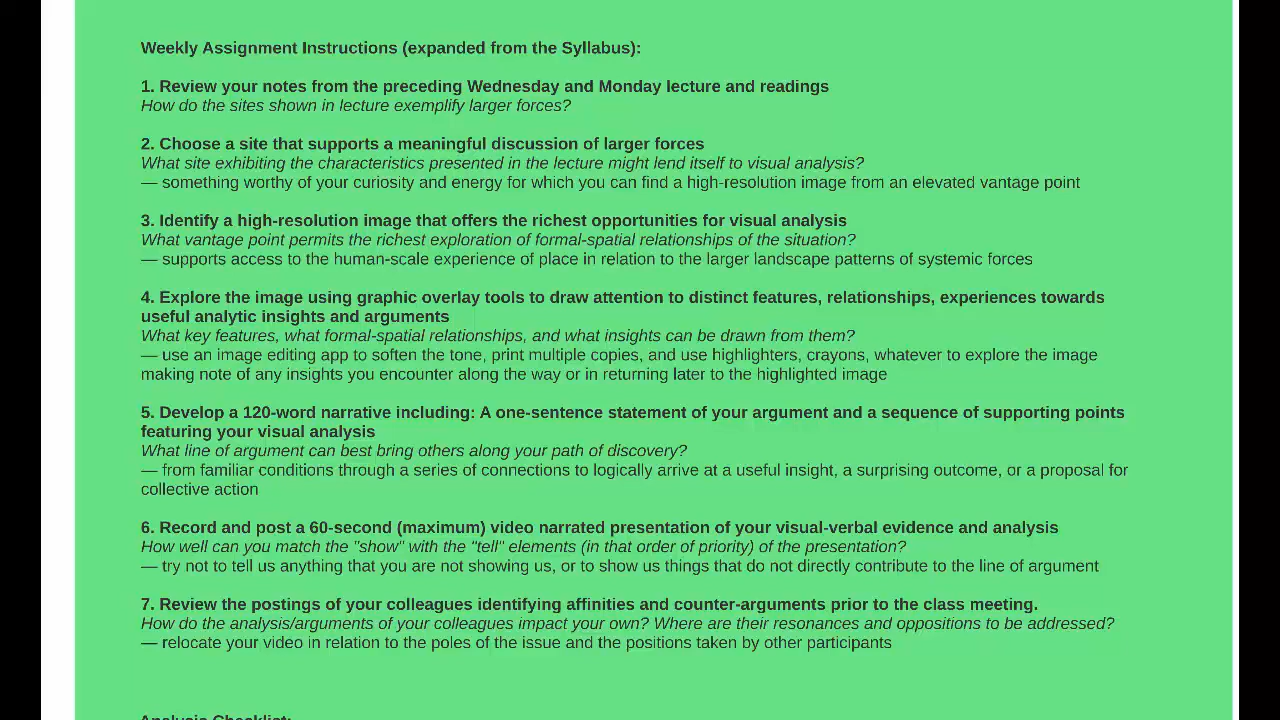 Weekly Assignment Instructions (expanded from the Syllabus):
1. Review your notes from the preceding Wednesday and Monday lecture and readings
How do the sites shown in lecture exemplify larger forces?
2. Choose a site that supports a meaningful discussion of larger forces
What site exhibiting the characteristics presented in the lecture might lend itself to visual analysis?
— something worthy of your curiosity and energy for which you can find a high-resolution image from an elevated vantage point
3. Identify a high-resolution image that offers the richest opportunities for visual analysis
What vantage point permits the richest exploration of formal-spatial relationships of the situation?
— supports access to the human-scale experience of place in relation to the larger landscape patterns of systemic forces
4. Explore the image using graphic overlay tools to draw attention to distinct features, relationships, experiences towards
useful analytic insights and arguments
What key features, what formal-spatial relationships, and what insights can be drawn from them?
— use an image editing app to soften the tone, print multiple copies, and use highlighters, crayons, whatever to explore the image
making note of any insights you encounter along the way or in returning later to the highlighted image
5. Develop a 120-word narrative including: A one-sentence statement of your argument and a sequence of supporting points
featuring your visual analysis
What line of argument can best bring others along your path of discovery?
— from familiar conditions through a series of connections to logically arrive at a useful insight, a surprising outcome, or a proposal for
collective action
6. Record and post a 60-second (maximum) video narrated presentation of your visual-verbal evidence and analysis
How well can you match the "show" with the "tell" elements (in that order of priority) of the presentation?
— try not to tell us anything that you are not showing us, or to show us things that do not directly contribute to the line of argument
7. Review the postings of your colleagues identifying affinities and counter-arguments prior to the class meeting.
How do the analysis/arguments of your colleagues impact your own? Where are their resonances and oppositions to be addressed?
— relocate your video in relation to the poles of the issue and the positions taken by other participants
Analysis Checklist: